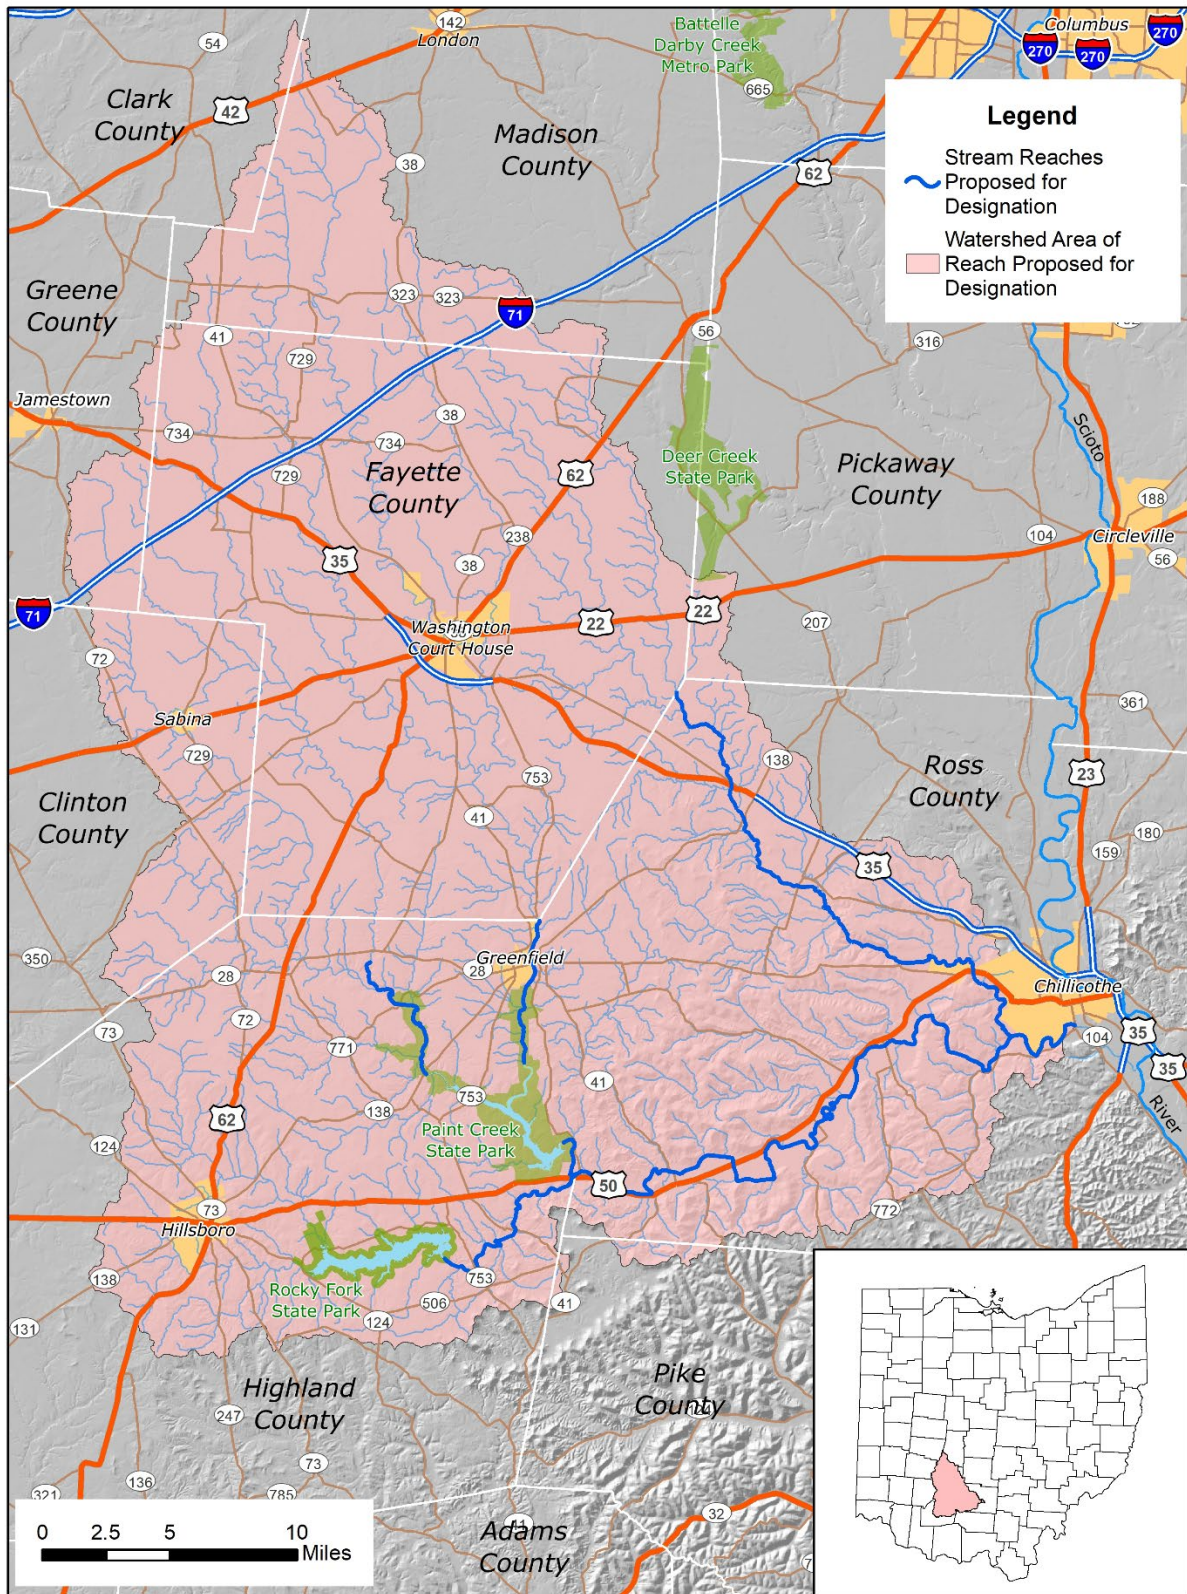 142
London
54
Battelle
Darby Creek
Metro Park
665
Columbus
270
270
270
Clark
County
42
Madison
County
38
62
Legend
Stream Reaches
Proposed for
Designation
Watershed Area of
Reach Proposed for
Designation
Greene
County
323
323
71
41
729
56
316
Jamestown
734
38
734
729
Fayette
County
62
Deer Creek
State Park
Pickaway
County
Scioto
188
104
Circleville
56
238
35
38
71
Washington
Court House
22
22
207
72
Sabina
729
361
138
Ross
County
23
753
41
Clinton
County
180
159
35
350
28
28
Greenfield
Chillicothe
73
72
771
104
35
35
41
753
138
62
Paint Creek
State Park
River
124
50
73
Hillsboro
772
138
Rocky Fork
State Park
753
506
124
41
131
Highland
County
Pike
County
247
73
136
321
785
32
Adams
County
0 2.5 5 10
Miles